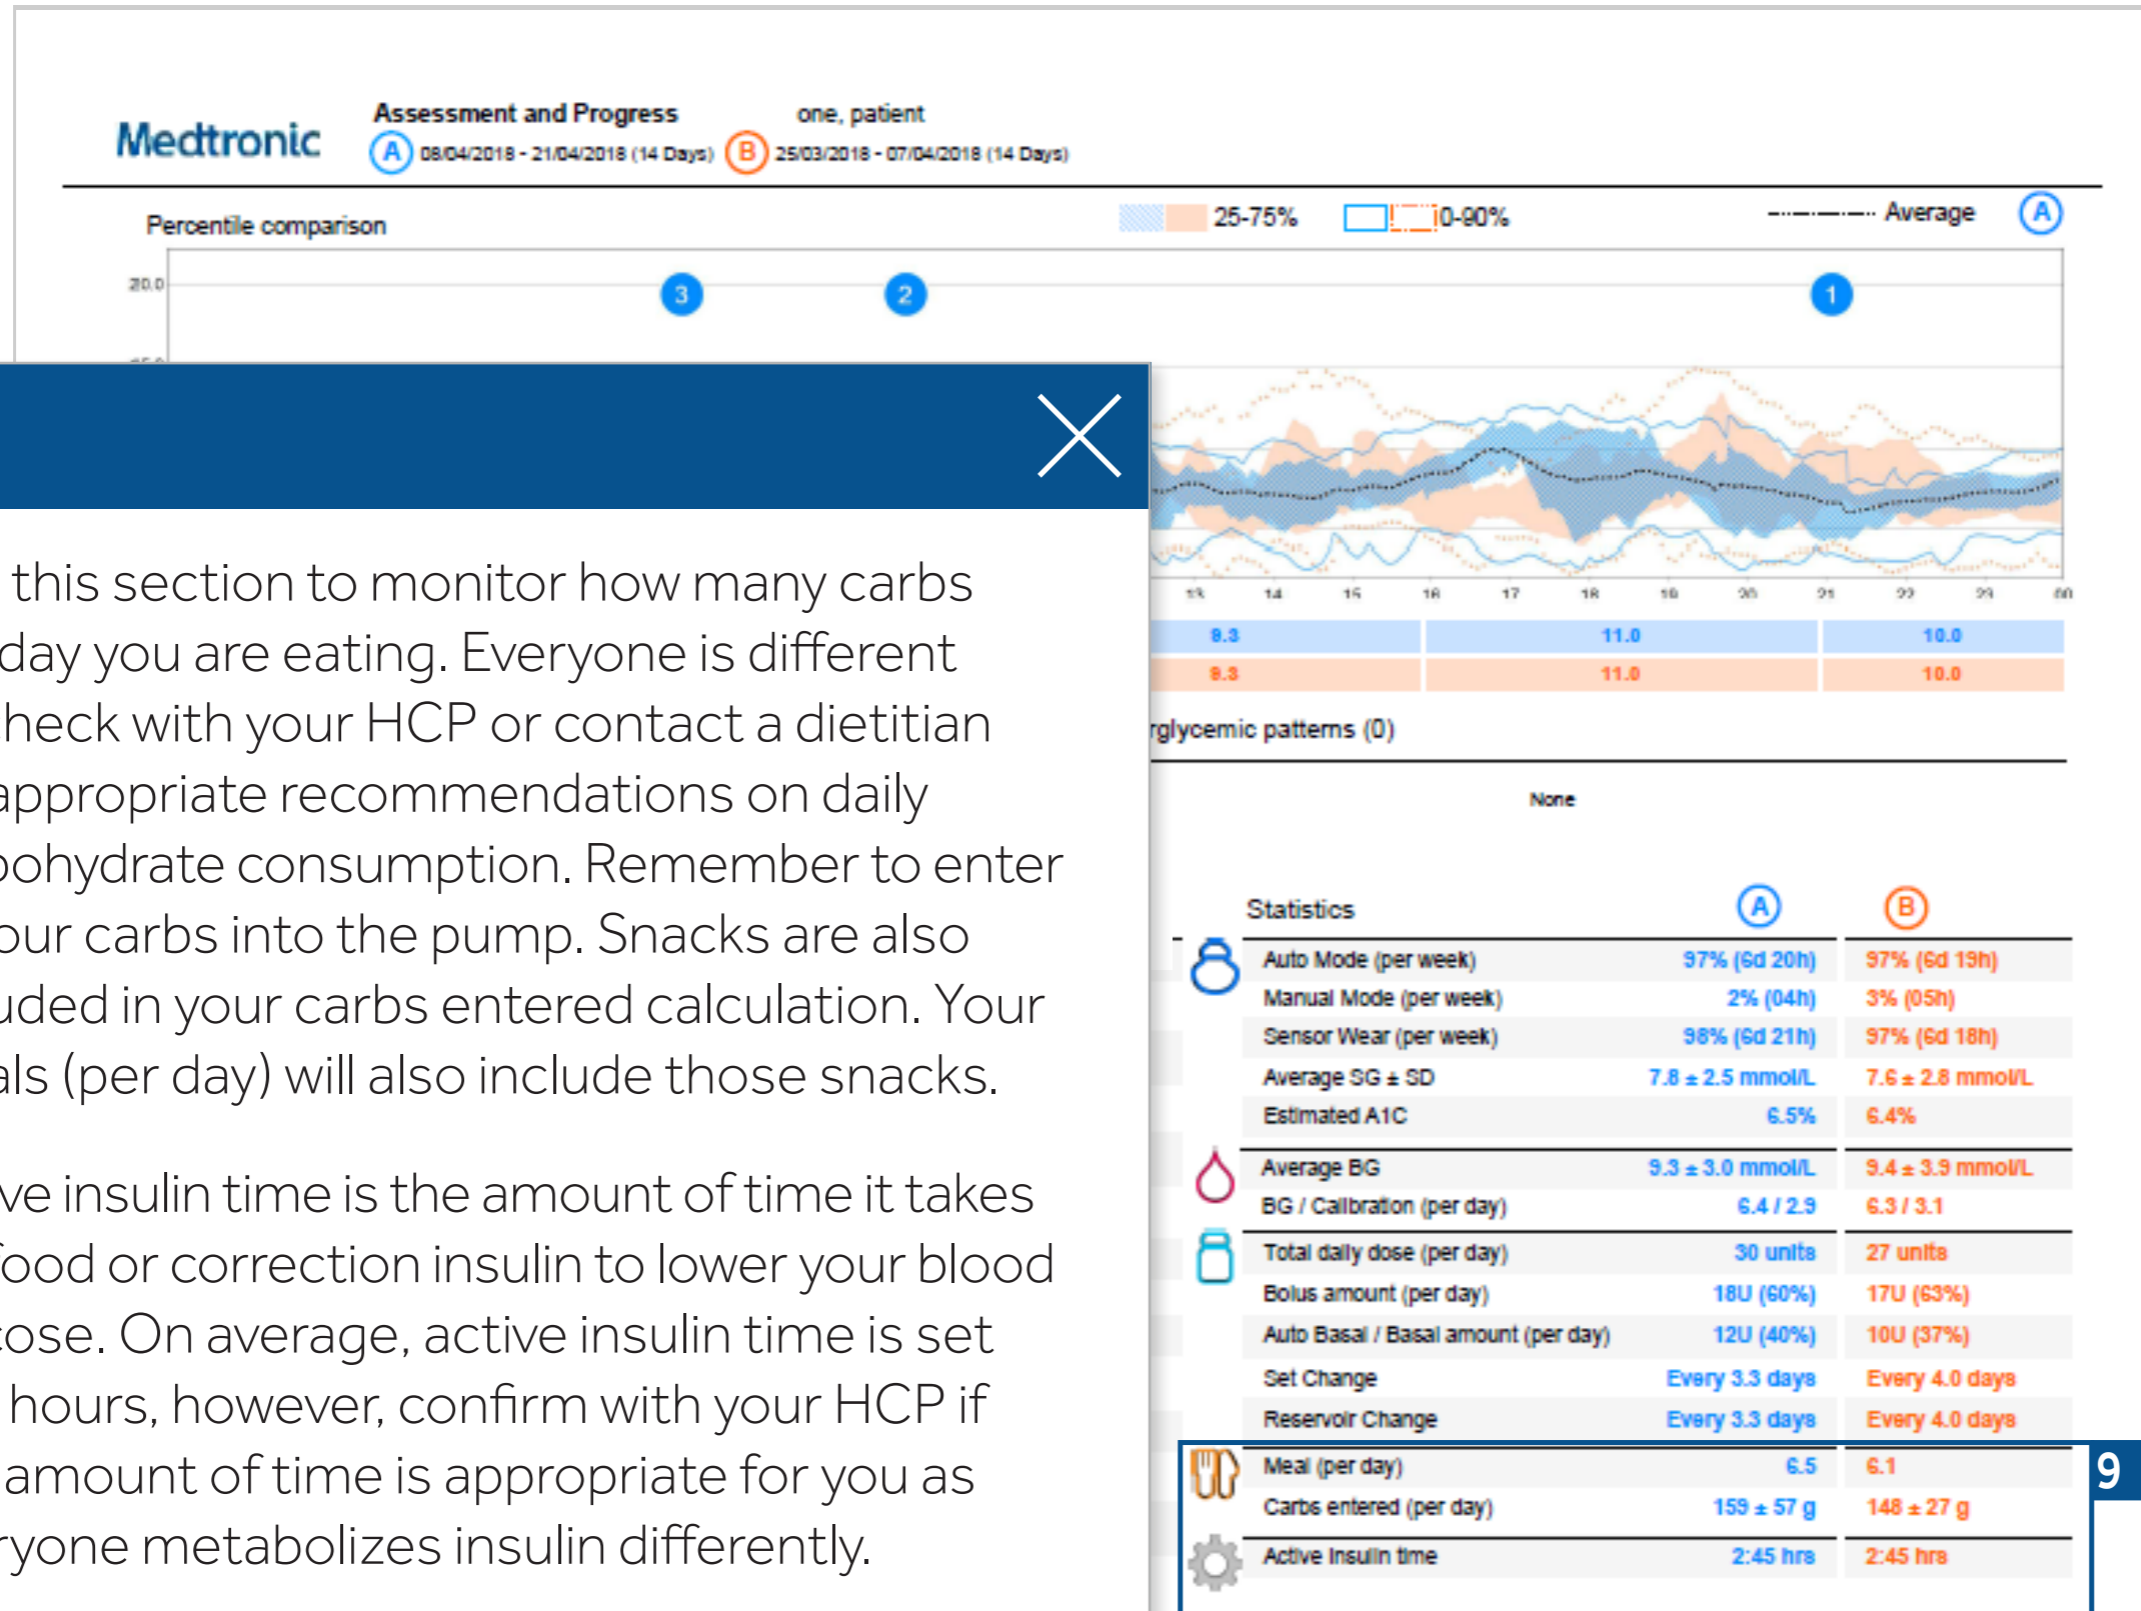 Medtronic
Assessment and Progress one, patient
A 08/04/2018 - 21/04/2018 (14 Days) B 25/03/2018 - 07/04/2018 (14 Days)
Percentile comparison 25-75% 0-90% Average A
20.0
3 2 1
13 14 15 16 17 18 19 20 21 22 23 00
9.3 11.0 10.0
9.3 11.0 10.0
rglycemic patterns (0)
None
this section to monitor how many carbs
day you are eating. Everyone is different
heck with your HCP or contact a dietitian
appropriate recommendations on daily
bohydrate consumption. Remember to enter
our carbs into the pump. Snacks are also
uded in your carbs entered calculation. Your
als (per day) will also include those snacks.
ve insulin time is the amount of time it takes
food or correction insulin to lower your blood
cose. On average, active insulin time is set
hours, however, confirm with your HCP if
amount of time is appropriate for you as
ryone metabolizes insulin differently.
Statistics A B
Auto Mode (per week) 97% (6d 20h) 97% (6d 19h)
Manual Mode (per week) 2% (04h) 3% (05h)
Sensor Wear (per week) 98% (6d 21h) 97% (6d 18h)
Average SG ± SD 7.8 ± 2.5 mmol/L 7.6 ± 2.8 mmol/L
Estimated A1C 6.5% 6.4%
Average BG 9.3 ± 3.0 mmol/L 9.4 ± 3.9 mmol/L
BG / Calibration (per day) 6.4 / 2.9 6.3 / 3.1
Total daily dose (per day) 30 units 27 units
Bolus amount (per day) 18U (60%) 17U (63%)
Auto Basal / Basal amount (per day) 12U (40%) 10U (37%)
Set Change Every 3.3 days Every 4.0 days
Reservoir Change Every 3.3 days Every 4.0 days
Meal (per day) 6.5 6.1
9
Carbs entered (per day) 159 ± 57 g 148 ± 27 g
Active Insulin time 2:45 hrs 2:45 hrs